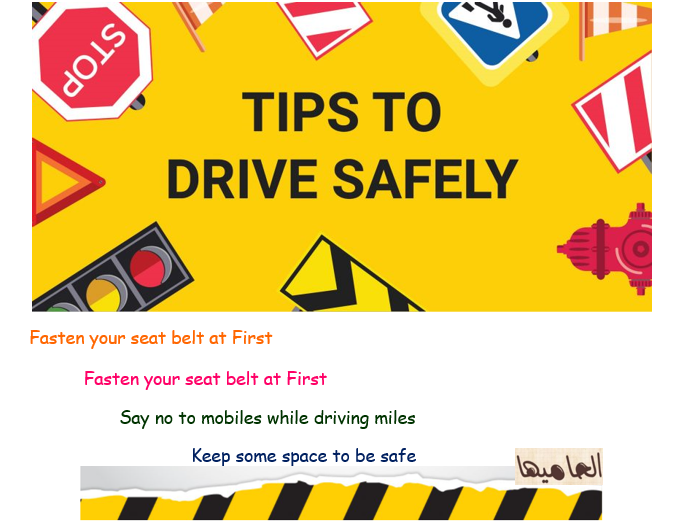 STOP
TIPS TO
DRIVE SAFELY
Fasten your seat belt at First
Fasten your seat belt at First
Say no to mobiles while driving miles
Keep some space to be safe